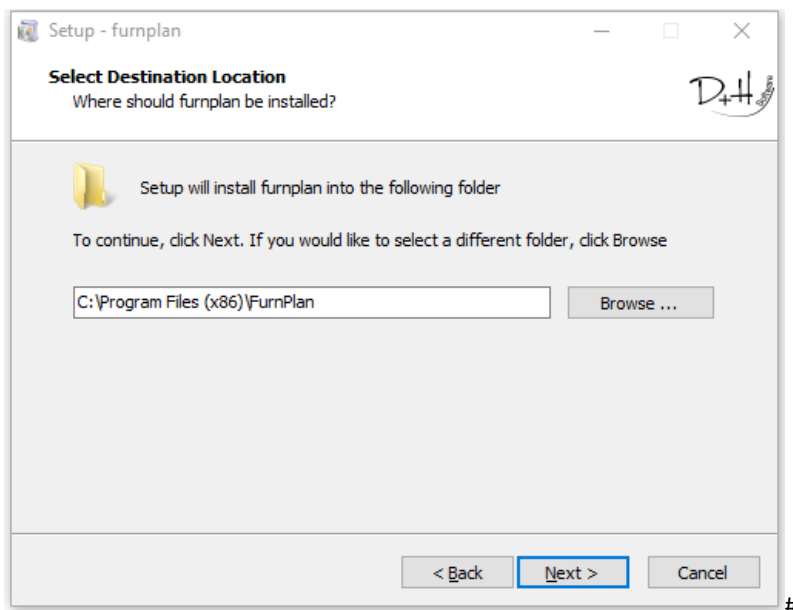 Setup - furnplan
Select Destination Location
Where should furnplan be installed?
D+H
Software
Setup will install furnplan into the following folder
To continue, click Next. If you would like to select a different folder, click Browse
C:\Program Files (x86)\FurnPlan
Browse ...
< Back
Next >
Cancel